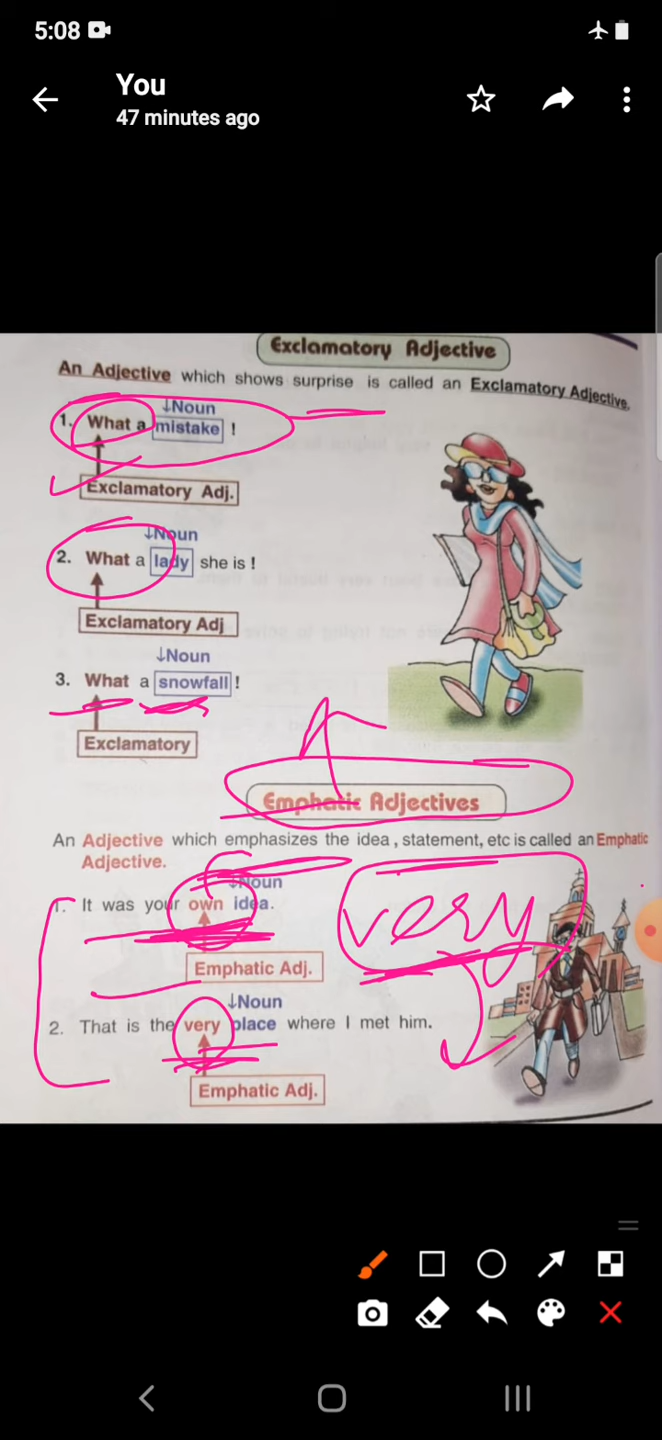 5:08
You
47 minutes ago
Exclamatory Adjective
An Adjective which shows surprise is called an Exclamatory Adjective.
↓Noun
1. What a mistake !
Exclamatory Adj.
↓Noun
2. What a lady she is !
Exclamatory Adj
↓Noun
3. What a snowfall !
Exclamatory
Emphatic Adjectives
An Adjective which emphasizes the idea , statement, etc is called an Emphatic
Adjective.
↓Noun
1. It was your own idea.
very
Emphatic Adj.
↓Noun
2. That is the very place where I met him.
Emphatic Adj.